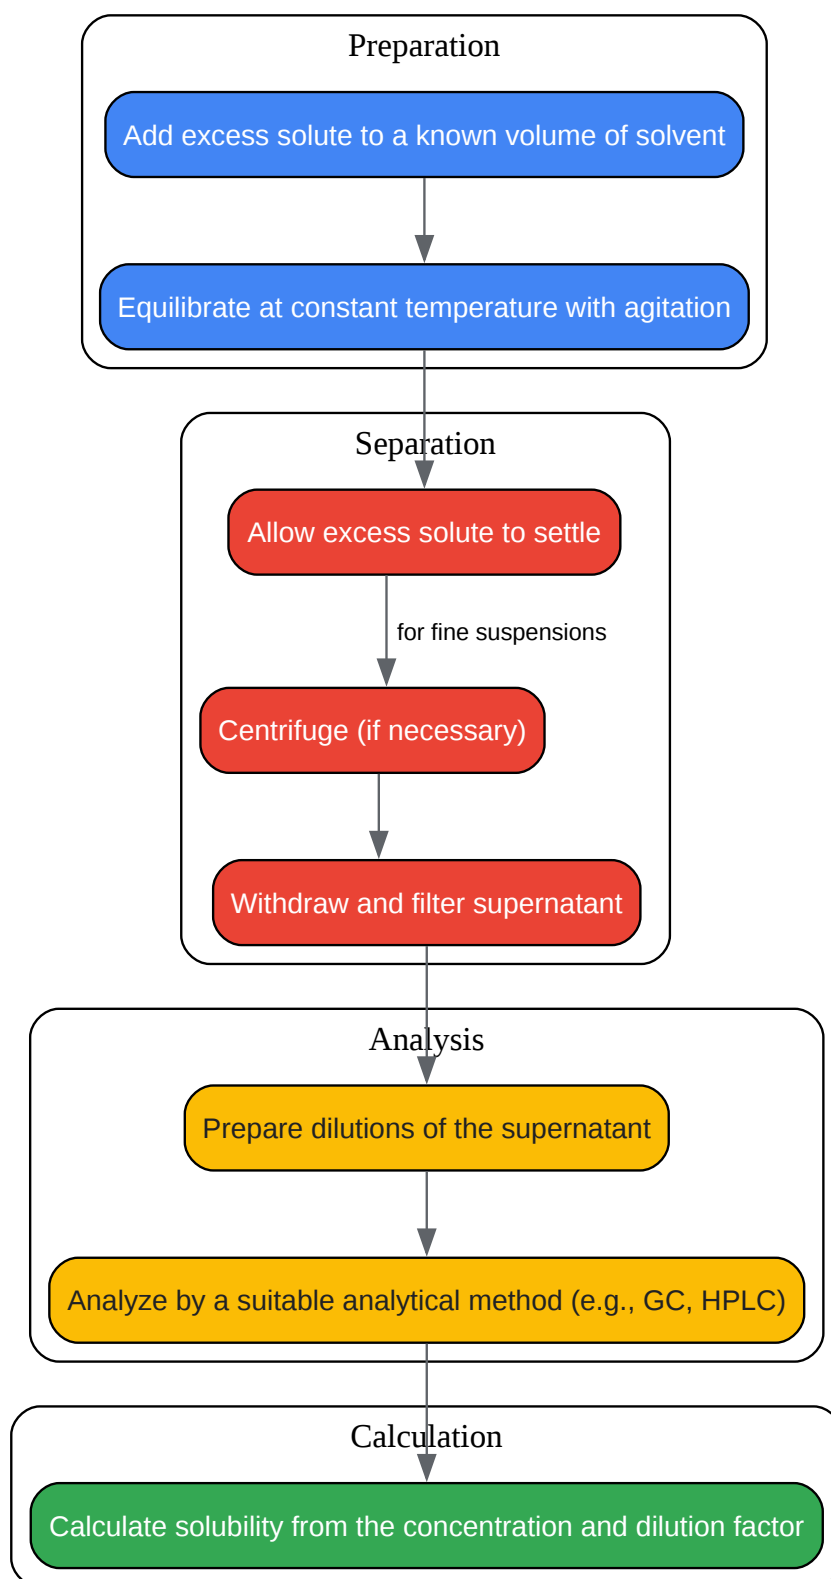 Preparation
Add excess solute to a known volume of solvent
Equilibrate at constant temperature with agitation
Separation
Allow excess solute to settle
for fine suspensions
Centrifuge (if necessary)
Withdraw and filter supernatant
Analysis
Prepare dilutions of the supernatant
Analyze by a suitable analytical method (e.g., GC, HPLC)
Calculation
Calculate solubility from the concentration and dilution factor